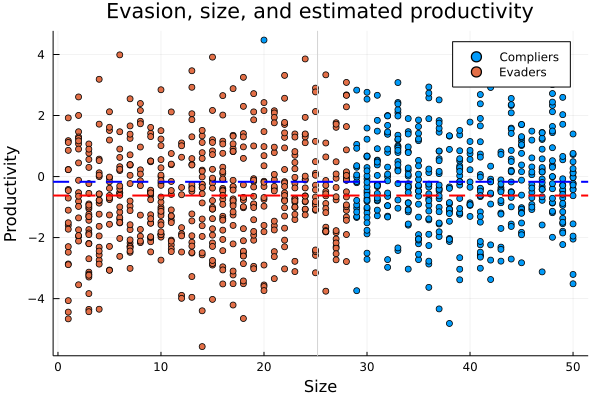 Evasion, size, and estimated productivity
Productivity
4
2
0
−2
−4
Compliers
Evaders
0
10
20
30
40
50
Size